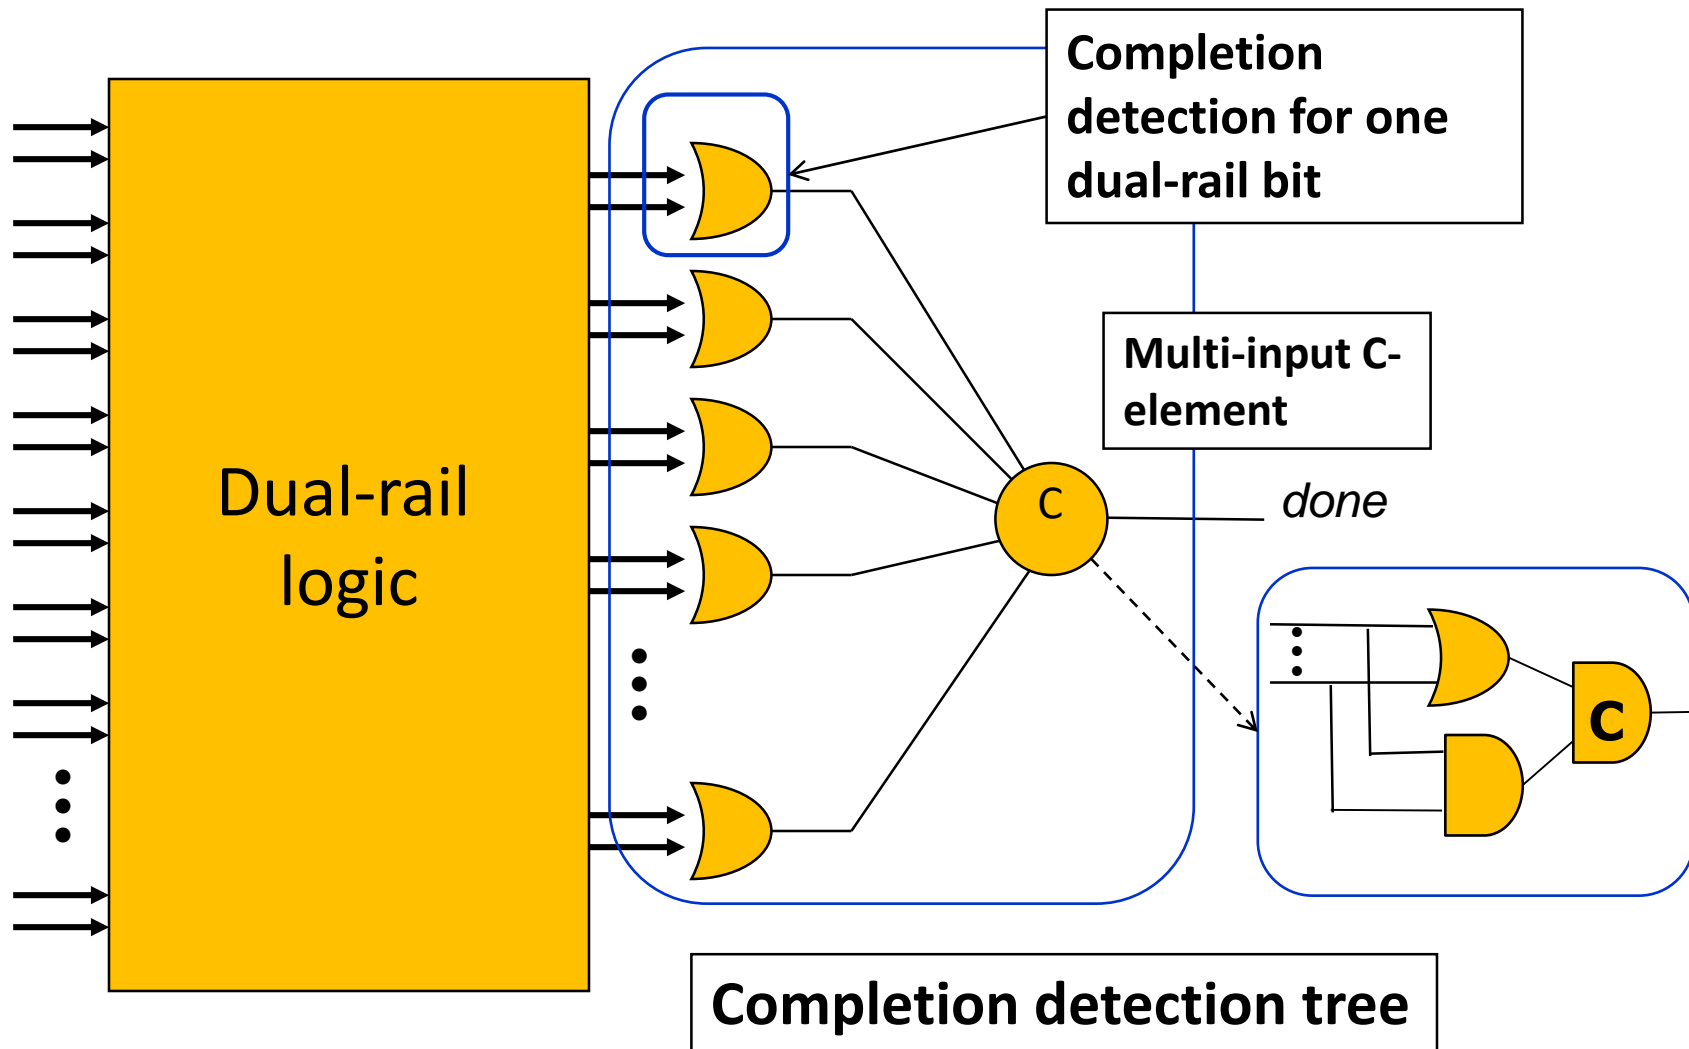 Completion
detection for one
dual-rail bit
Multi-input C-
element
Dual-rail
logic
C
done
C
Completion detection tree